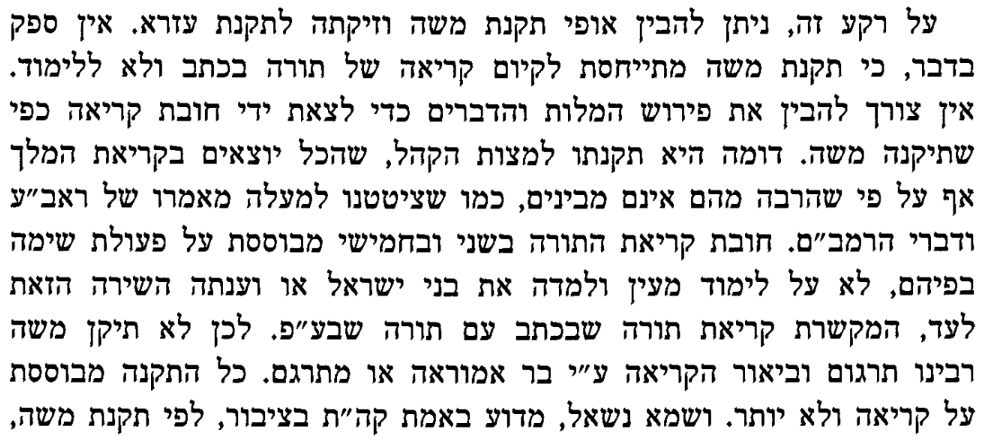 על רקע זה, ניתן להבין אופי תקנת משה וזיקתה לתקנת עזרא. אין ספק
בדבר, כי תקנת משה מתייחסת לקיום קריאה של תורה בכתב ולא ללימוד.
אין צורך להבין את פירוש המלות והדברים כדי לצאת ידי חובת קריאה כפי
שתיקנה משה. דומה היא תקנתו למצות הקהל, שהכל יוצאים בקריאת המלך
אף על פי שהרבה מהם אינם מבינים, כמו שציטטנו למעלה מאמרו של ראב״ע
ודברי הרמב״ם. חובת קריאת התורה בשני ובחמישי מבוססת על פעולת שימה
בפיהם, לא על לימוד מעין ולמדה את בני ישראל או וענתה השירה הזאת
לעד, המקשרת קריאת תורה שבכתב עם תורה שבע״פ. לכן לא תיקן משה
רבינו תרגום וביאור הקריאה ע״י בר אמוראה או מתרגם. כל התקנה מבוססת
על קריאה ולא יותר. ושמא נשאל, מדוע באמת קה״ת בציבור, לפי תקנת משה,